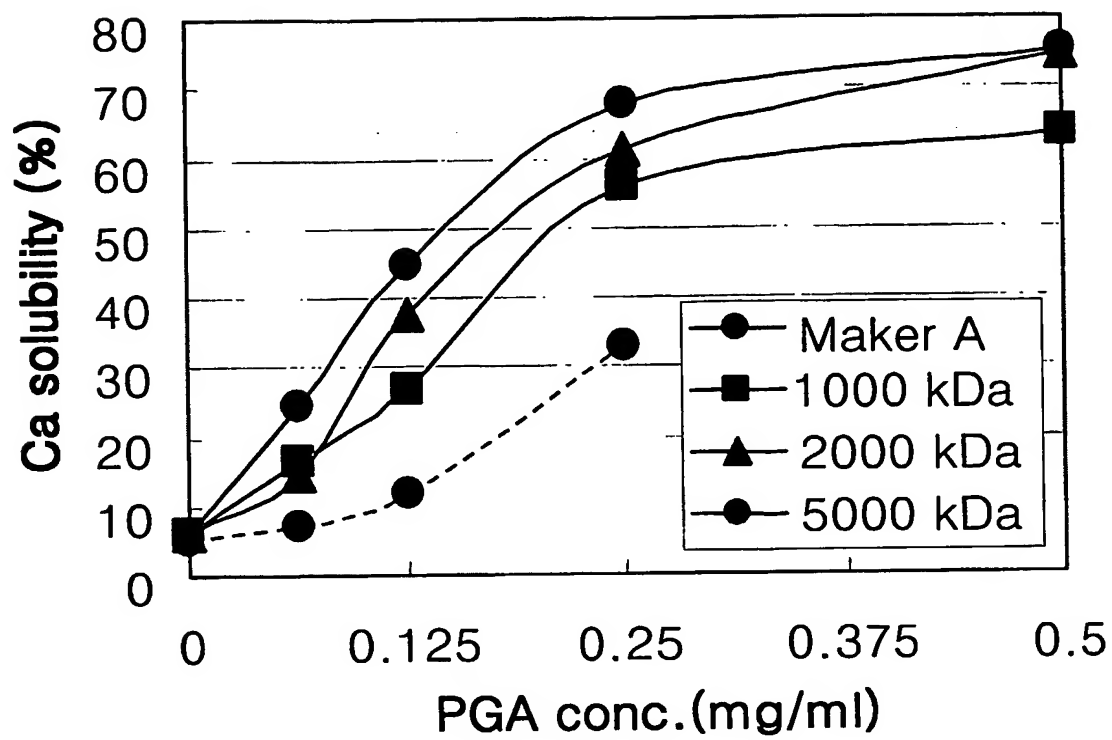 Ca solubility (%)
80
70
60
50
40
30
20
10
0
0 0.125 0.25 0.375 0.5
PGA conc.(mg/ml)
Maker A
1000 kDa
2000 kDa
5000 kDa